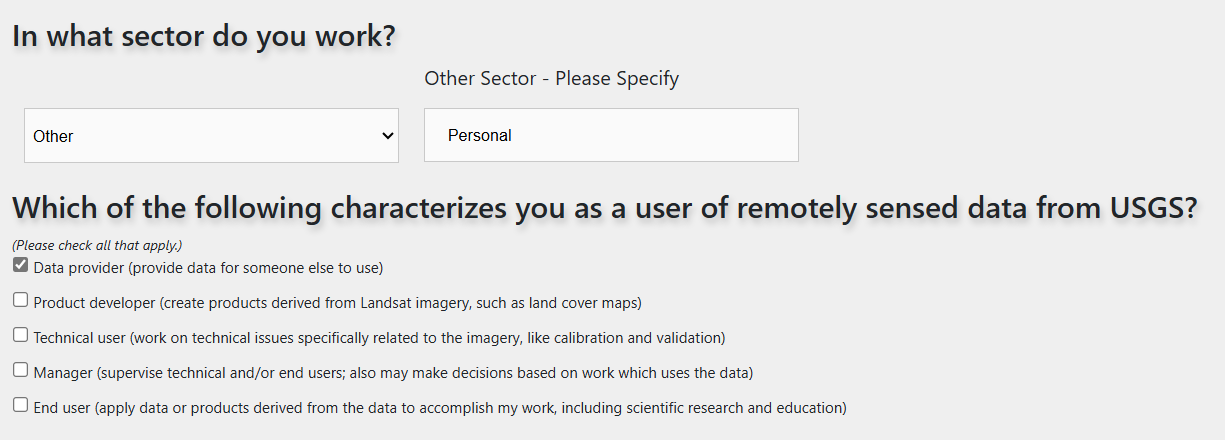 In what sector do you work?
Other Sector - Please Specify
Other
Personal
Which of the following characterizes you as a user of remotely sensed data from USGS?
(Please check all that apply.)
Data provider (provide data for someone else to use)
Product developer (create products derived from Landsat imagery, such as land cover maps)
Technical user (work on technical issues specifically related to the imagery, like calibration and validation)
Manager (supervise technical and/or end users; also may make decisions based on work which uses the data)
End user (apply data or products derived from the data to accomplish my work, including scientific research and education)